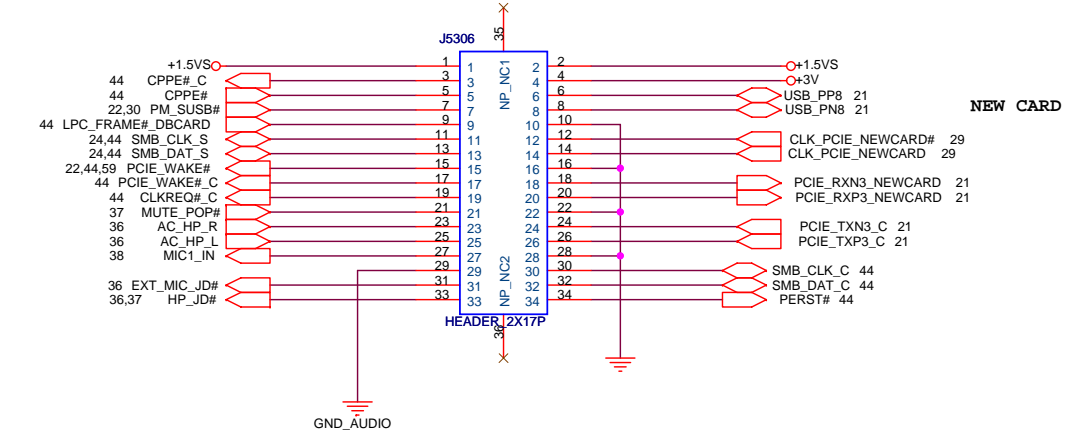 35
J5306
+1.5VS 1 1 2 2 +1.5VS
44 CPPE#_C 3 3 4 4 +3V
44 CPPE# 5 5 6 6 USB_PP8 21
22,30 PM_SUSB# 7 7 8 8 USB_PN8 21
44 LPC_FRAME#_DBCARD 9 9 10 10
24,44 SMB_CLK_S 11 11 12 12 CLK_PCIE_NEWCARD# 29
24,44 SMB_DAT_S 13 13 14 14 CLK_PCIE_NEWCARD 29
22,44,59 PCIE_WAKE# 15 15 16 16
44 PCIE_WAKE#_C 17 17 18 18 PCIE_RXN3_NEWCARD 21
44 CLKREQ#_C 19 19 20 20 PCIE_RXP3_NEWCARD 21
37 MUTE_POP# 21 21 22 22
36 AC_HP_R 23 23 24 24 PCIE_TXN3_C 21
36 AC_HP_L 25 25 26 26 PCIE_TXP3_C 21
38 MIC1_IN 27 27 28 28
29 29 30 30 SMB_CLK_C 44
36 EXT_MIC_JD# 31 31 32 32 SMB_DAT_C 44
36,37 HP_JD# 33 33 34 34 PERST# 44
NP_NC1
NP_NC2
HEADER_2X17P
36
GND_AUDIO
NEW CARD